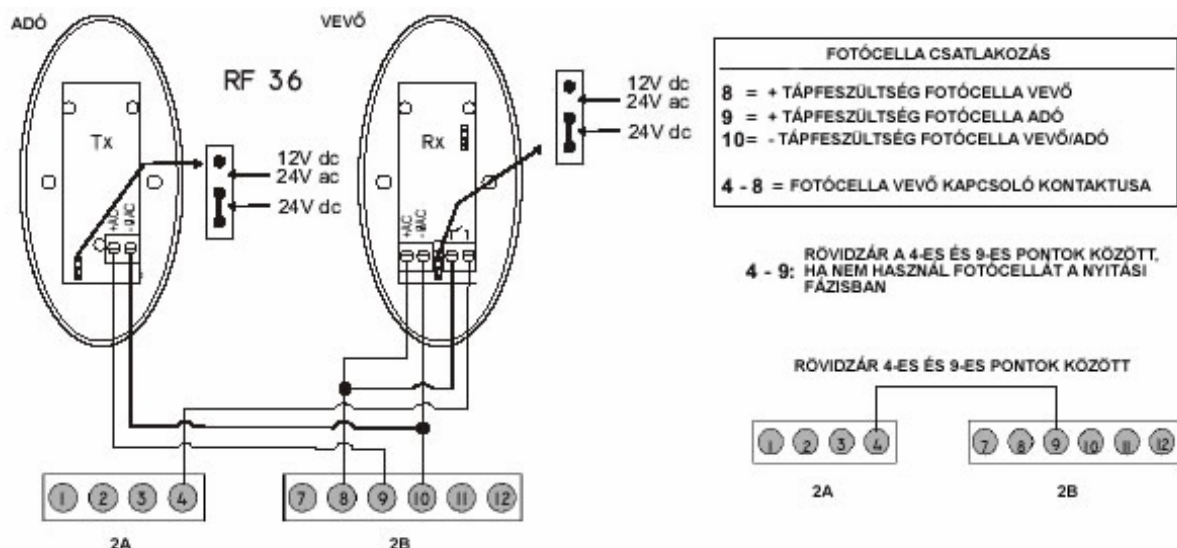 ADÓ
VEVŐ
RF 36
Tx
Rx
12V dc
24V ac
24V dc
12V dc
24V ac
24V dc
+AC
-0AC
+AC
-0AC
1 2 3 4
2A
7 8 9 10 11 12
2B
FOTÓCELLA CSATLAKOZÁS
8 = + TÁPFESZÜLTSÉG FOTÓCELLA VEVŐ
9 = + TÁPFESZÜLTSÉG FOTÓCELLA ADÓ
10= - TÁPFESZÜLTSÉG FOTÓCELLA VEVŐ/ADÓ
4 - 8 = FOTÓCELLA VEVŐ KAPCSOLÓ KONTAKTUSA
4 - 9: RÖVIDZÁR A 4-ES ÉS 9-ES PONTOK KÖZÖTT,
HA NEM HASZNÁL FOTÓCELLÁT A NYITÁSI
FÁZISBAN
RÖVIDZÁR 4-ES ÉS 9-ES PONTOK KÖZÖTT
1 2 3 4
2A
7 8 9 10 11 12
2B